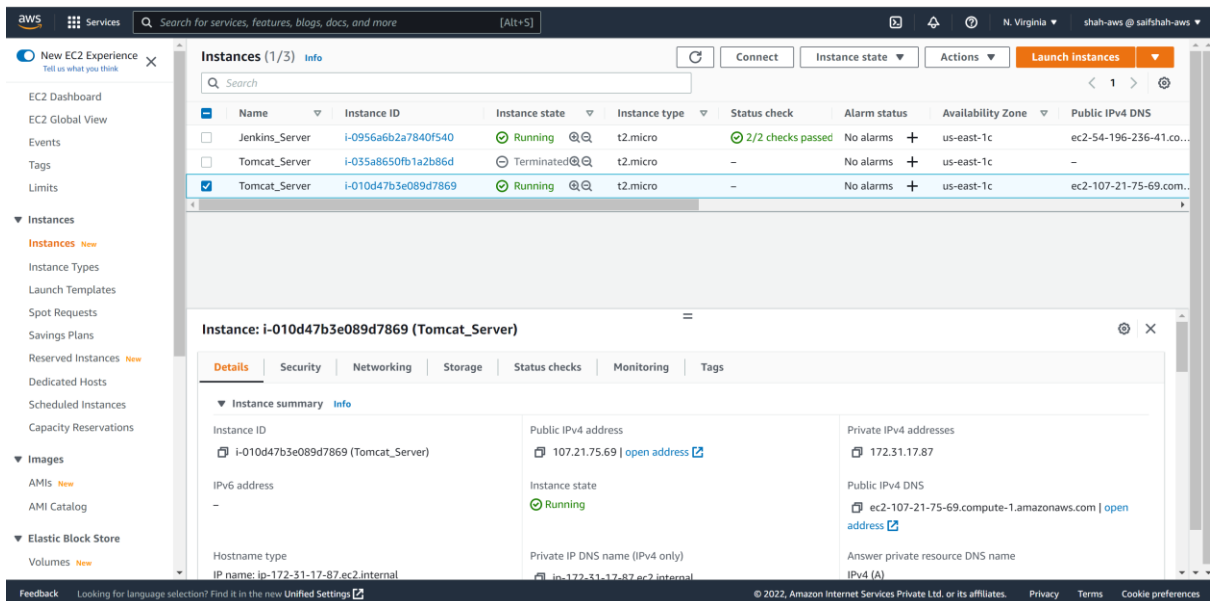 aws Services Search for services, features, blogs, docs, and more [Alt+S] N. Virginia ▼ shah-aws @ saifshah-aws ▼
New EC2 Experience
Tell us what you think
EC2 Dashboard
EC2 Global View
Events
Tags
Limits
▼ Instances
Instances New
Instance Types
Launch Templates
Spot Requests
Savings Plans
Reserved Instances New
Dedicated Hosts
Scheduled Instances
Capacity Reservations
▼ Images
AMIs New
AMI Catalog
▼ Elastic Block Store
Volumes New
Instances (1/3) Info Connect Instance state ▼ Actions ▼ Launch instances ▼
Search < 1 >
Name Instance ID Instance state Instance type Status check Alarm status Availability Zone Public IPv4 DNS
Jenkins_Server i-0956a6b2a7840f540 Running t2.micro 2/2 checks passed No alarms + us-east-1c ec2-54-196-236-41.co...
Tomcat_Server i-035a8650fb1a2b86d Terminated t2.micro – No alarms + us-east-1c –
Tomcat_Server i-010d47b3e089d7869 Running t2.micro – No alarms + us-east-1c ec2-107-21-75-69.com...
Instance: i-010d47b3e089d7869 (Tomcat_Server)
Details Security Networking Storage Status checks Monitoring Tags
▼ Instance summary Info
Instance ID Public IPv4 address Private IPv4 addresses
i-010d47b3e089d7869 (Tomcat_Server) 107.21.75.69 | open address 172.31.17.87
IPv6 address Instance state Public IPv4 DNS
– Running ec2-107-21-75-69.compute-1.amazonaws.com | open
address
Hostname type Private IP DNS name (IPv4 only) Answer private resource DNS name
IP name: ip-172-31-17-87.ec2.internal ip-172-31-17-87.ec2.internal IPv4 (A)
Feedback Looking for language selection? Find it in the new Unified Settings © 2022, Amazon Internet Services Private Ltd. or its affiliates. Privacy Terms Cookie preferences